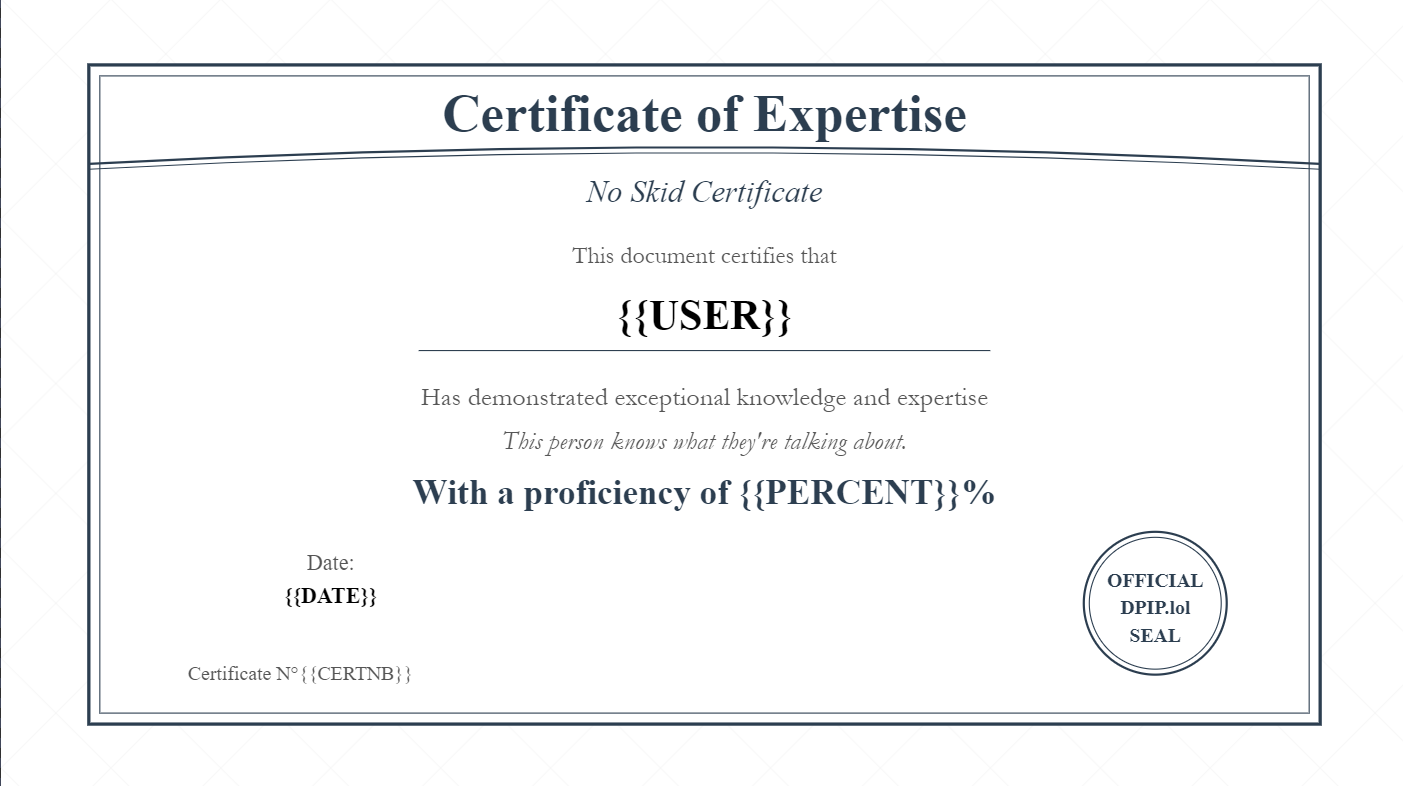 Certificate of Expertise
No Skid Certificate
This document certifies that
{{USER}}
Has demonstrated exceptional knowledge and expertise
This person knows what they're talking about.
With a proficiency of {{PERCENT}}%
Date:
{{DATE}}
OFFICIAL
DPIP.lol
SEAL
Certificate N°{{CERTNB}}